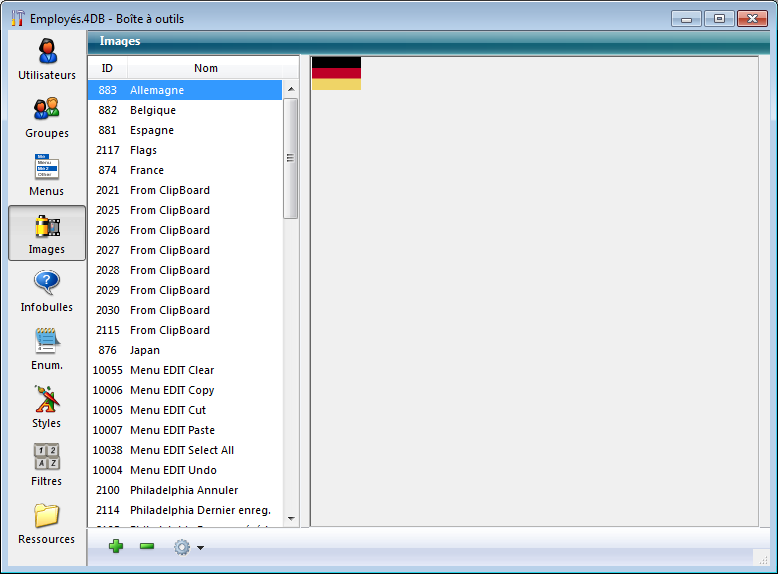 Employés.4DB - Boîte à outils
Utilisateurs
Groupes
Menus
Images
Infobulles
Enum.
Styles
Filtres
Ressources
Images
ID Nom
883 Allemagne
882 Belgique
881 Espagne
2117 Flags
874 France
2021 From ClipBoard
2025 From ClipBoard
2026 From ClipBoard
2027 From ClipBoard
2028 From ClipBoard
2029 From ClipBoard
2030 From ClipBoard
2115 From ClipBoard
876 Japan
10055 Menu EDIT Clear
10006 Menu EDIT Copy
10005 Menu EDIT Cut
10007 Menu EDIT Paste
10038 Menu EDIT Select All
10004 Menu EDIT Undo
2100 Philadelphia Annuler
2114 Philadelphia Dernier enreg.